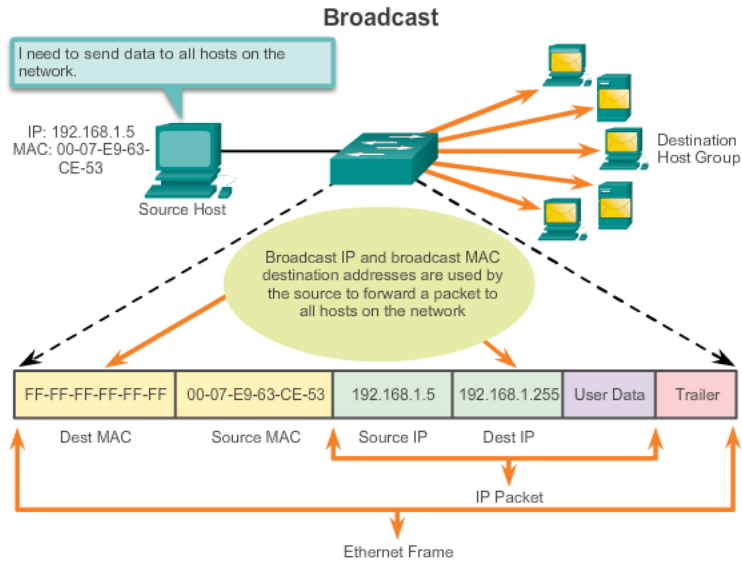 Broadcast
I need to send data to all hosts on the
network.
IP: 192.168.1.5
MAC: 00-07-E9-63-
CE-53
Source Host
Destination
Host Group
Broadcast IP and broadcast MAC
destination addresses are used by
the source to forward a packet to
all hosts on the network
FF-FF-FF-FF-FF-FF
00-07-E9-63-CE-53
192.168.1.5
192.168.1.255
User Data
Trailer
Dest MAC
Source MAC
Source IP
Dest IP
IP Packet
Ethernet Frame